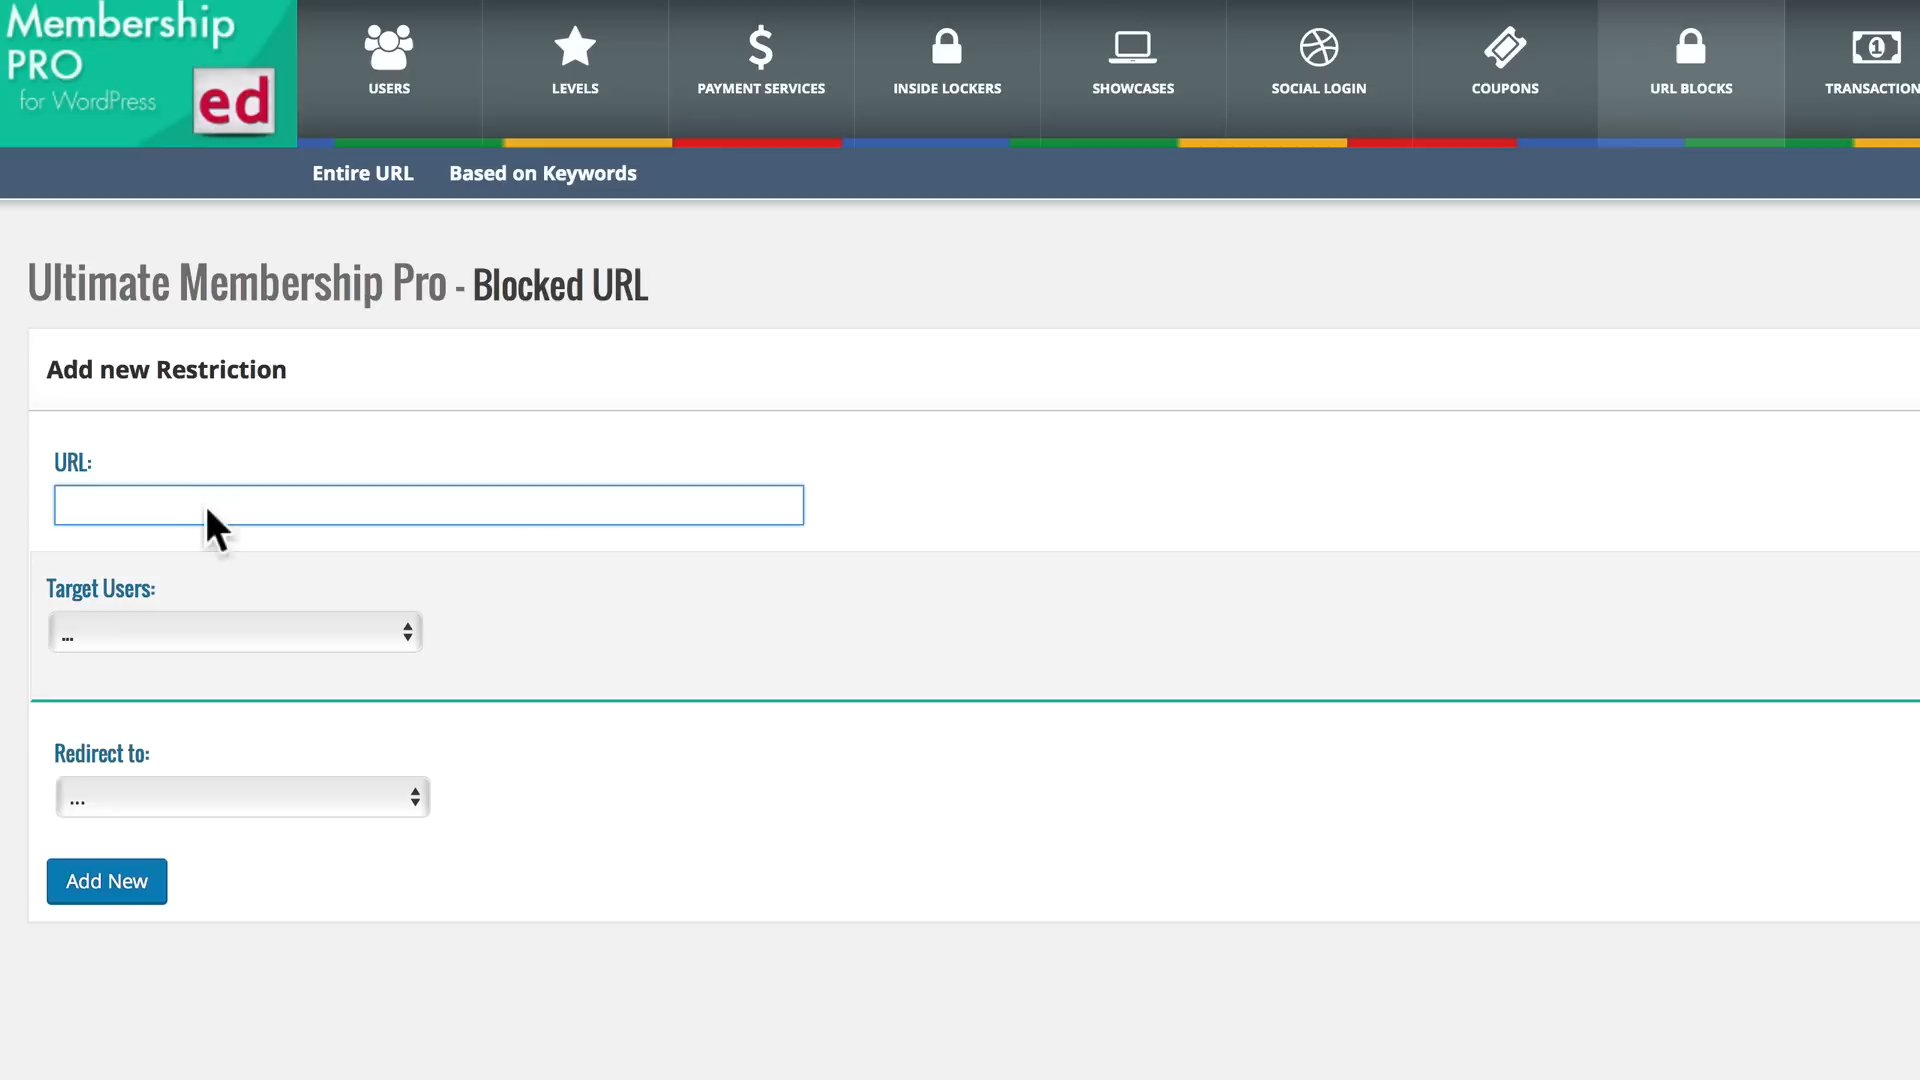 Membership
PRO
for WordPress
ed
USERS
LEVELS
PAYMENT SERVICES
INSIDE LOCKERS
SHOWCASES
SOCIAL LOGIN
COUPONS
URL BLOCKS
TRANSACTION
Entire URL
Based on Keywords
Ultimate Membership Pro - Blocked URL
Add new Restriction
URL:
Target Users:
...
Redirect to:
...
Add New